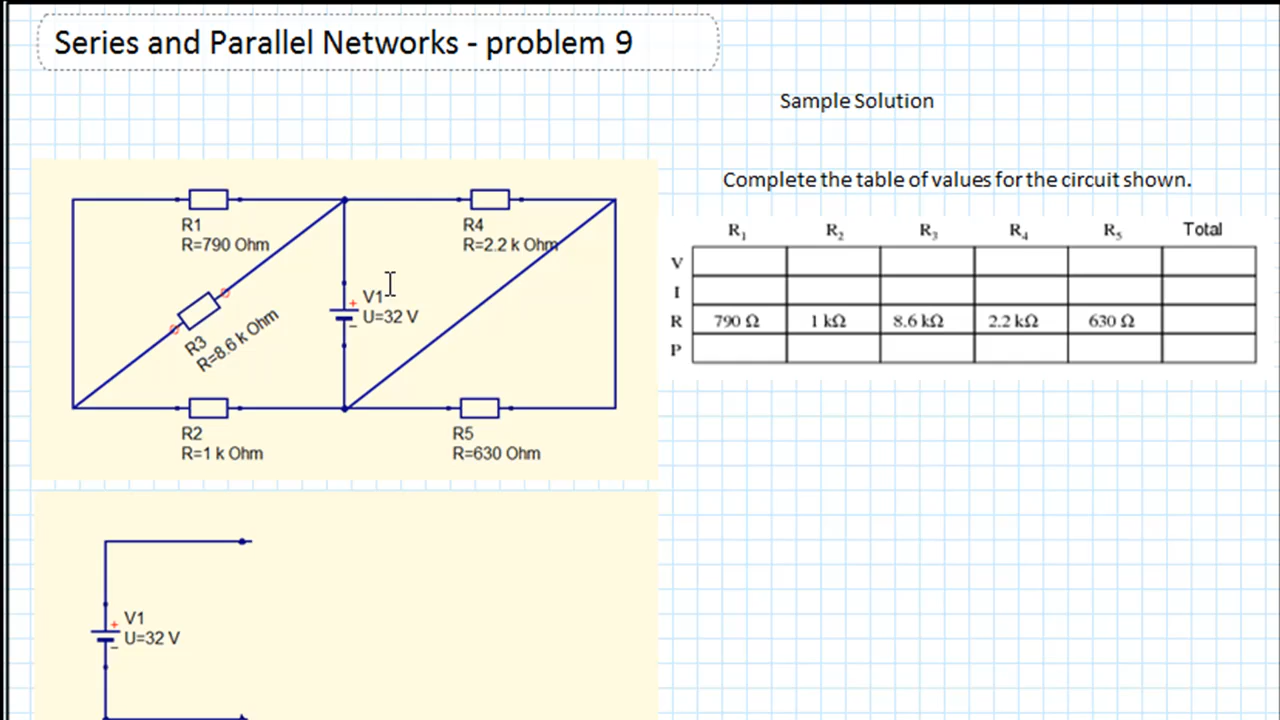 Series and Parallel Networks - problem 9
Sample Solution
Complete the table of values for the circuit shown.
R1
R=790 Ohm
R4
R=2.2 k Ohm
V1
U=32 V
R3
R=8.6 k Ohm
R2
R=1 k Ohm
R5
R=630 Ohm
R₁ R₂ R₃ R₄ R₅ Total
V
I
R 790 Ω 1 kΩ 8.6 kΩ 2.2 kΩ 630 Ω
P
V1
U=32 V